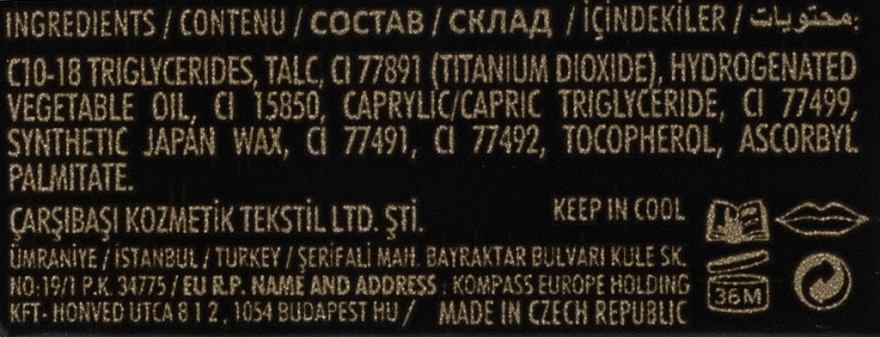 INGREDIENTS / CONTENU / СОСТАВ / СКЛАД / İÇİNDEKİLER / محتويات:
C10-18 TRIGLYCERIDES, TALC, CI 77891 (TITANIUM DIOXIDE), HYDROGENATED
VEGETABLE OIL, CI 15850, CAPRYLIC/CAPRIC TRIGLYCERIDE, CI 77499,
SYNTHETIC JAPAN WAX, CI 77491, CI 77492, TOCOPHEROL, ASCORBYL
PALMITATE.
ÇARŞIBAŞI KOZMETİK TEKSTİL LTD. ŞTİ. KEEP IN COOL
ÜMRANİYE / İSTANBUL / TURKEY / ŞERİFALİ MAH. BAYRAKTAR BULVARI KULE SK.
NO:19/1 P.K. 34775 / EU R.P. NAME AND ADDRESS : KOMPASS EUROPE HOLDING
KFT- HONVED UTCA 8 1 2 , 1054 BUDAPEST HU / MADE IN CZECH REPUBLIC
36M